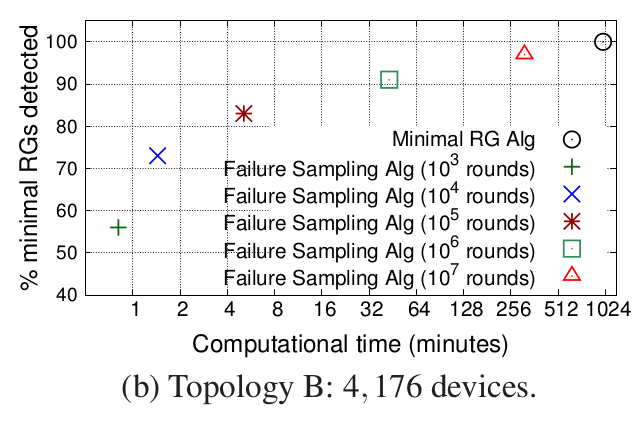 % minimal RGs detected
100
90
80
70
60
50
40
Minimal RG Alg
Failure Sampling Alg (10³ rounds)
Failure Sampling Alg (10⁴ rounds)
Failure Sampling Alg (10⁵ rounds)
Failure Sampling Alg (10⁶ rounds)
Failure Sampling Alg (10⁷ rounds)
1 2 4 8 16 32 64 128 256 512 1024
Computational time (minutes)
(b) Topology B: 4, 176 devices.